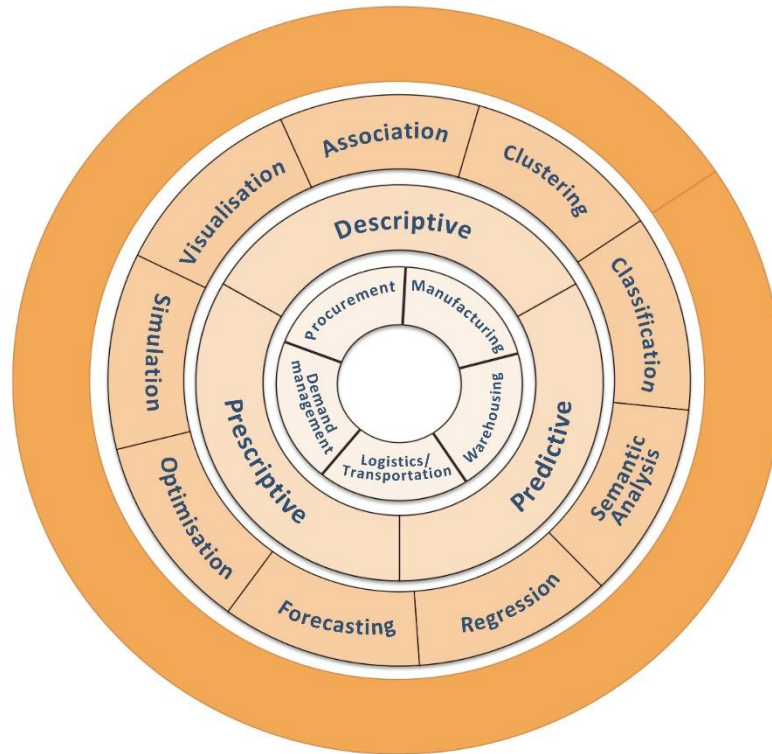 Association
Clustering
Classification
Semantic
Analysis
Regression
Forecasting
Optimisation
Simulation
Visualisation
Descriptive
Predictive
Prescriptive
Procurement
Manufacturing
Warehousing
Logistics/
Transportation
Demand
management